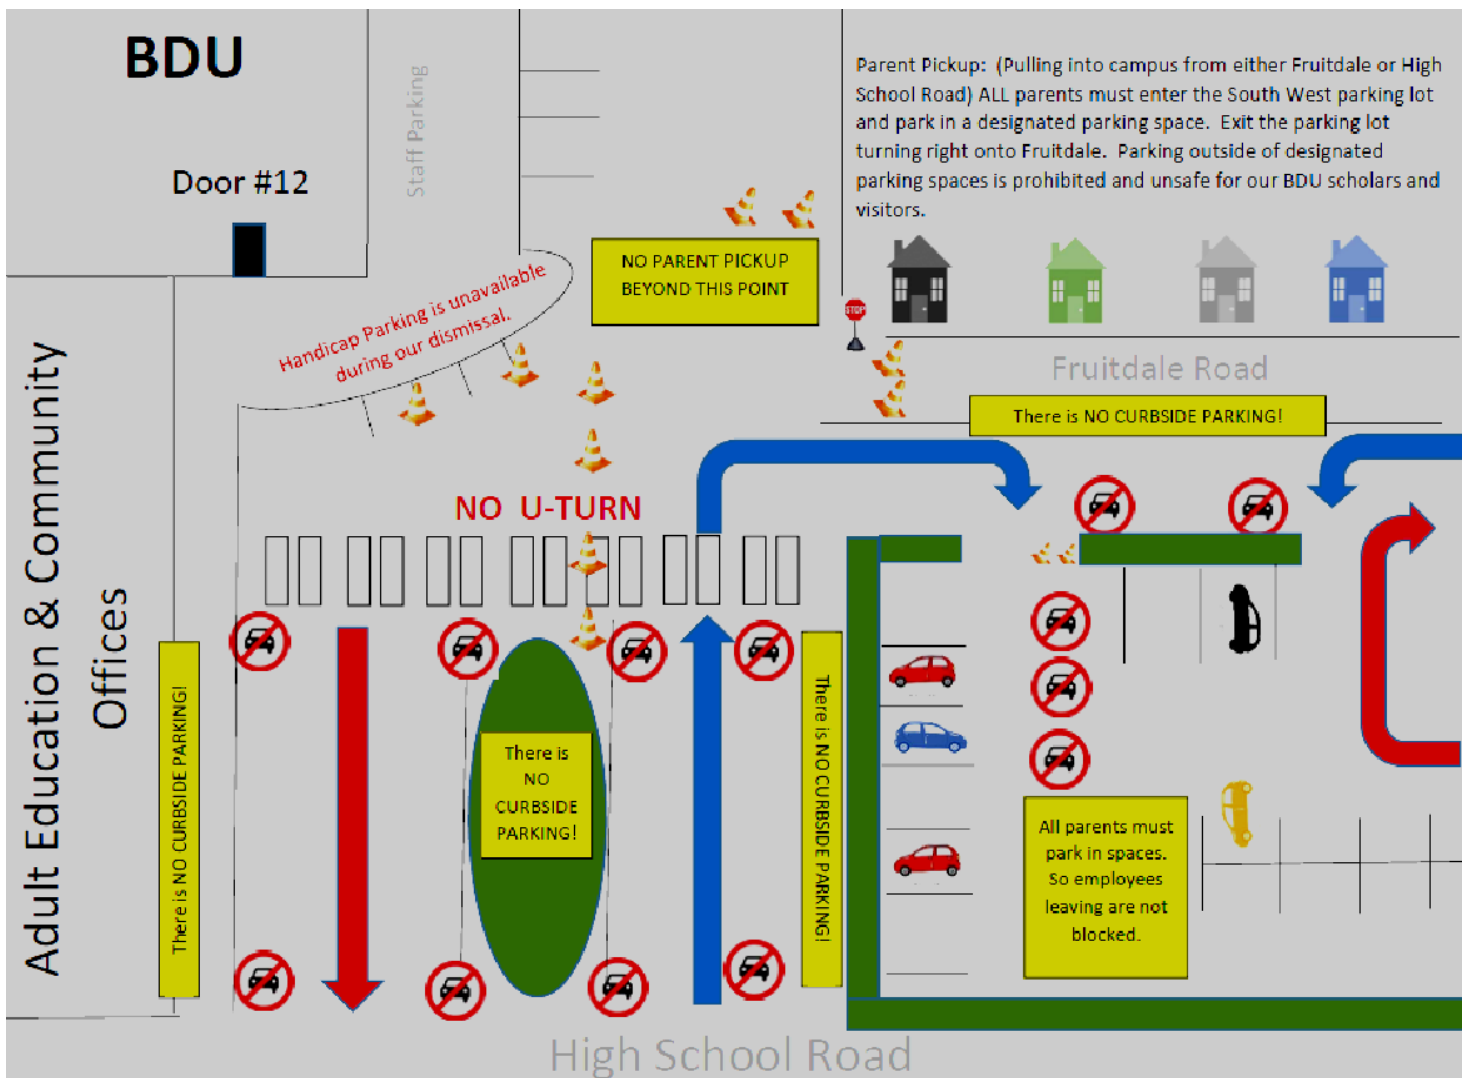 BDU
Door #12
Staff Parking
Parent Pickup:  (Pulling into campus from either Fruitdale or High
School Road) ALL parents must enter the South West parking lot
and park in a designated parking space.  Exit the parking lot
turning right onto Fruitdale.  Parking outside of designated
parking spaces is prohibited and unsafe for our BDU scholars and
visitors.
NO PARENT PICKUP
BEYOND THIS POINT
STOP
Handicap Parking is unavailable
during our dismissal.
Fruitdale Road
There is NO CURBSIDE PARKING!
NO U-TURN
Adult Education & Community
Offices
There is NO CURBSIDE PARKING!
There is
NO
CURBSIDE
PARKING!
There is NO CURBSIDE PARKING!
All parents must
park in spaces.
So employees
leaving are not
blocked.
High School Road